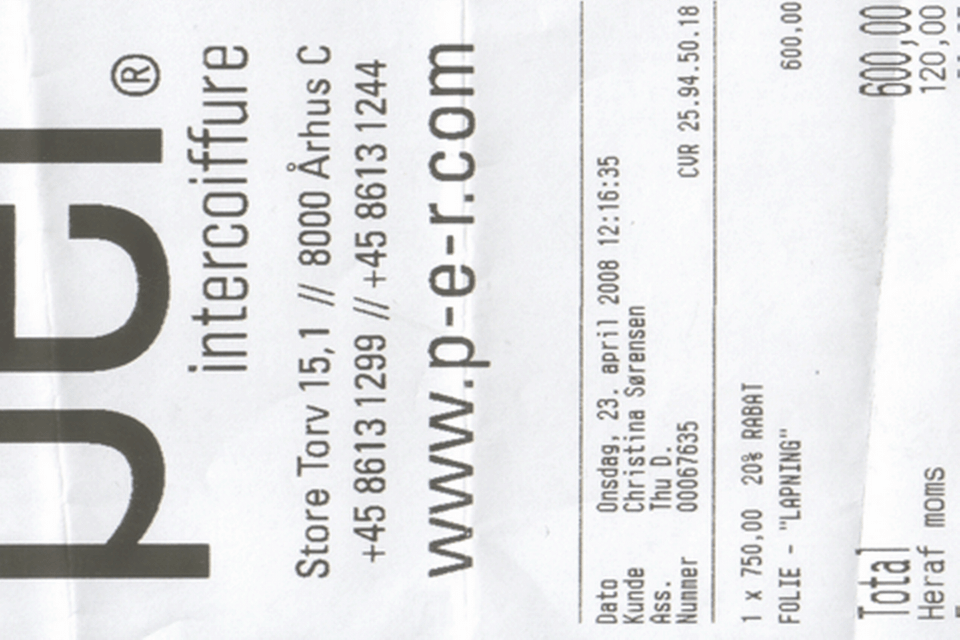 per®
intercoiffure
Store Torv 15,1 // 8000 Århus C
+45 8613 1299 // +45 8613 1244
www.p-e-r.com
Dato Onsdag, 23. april 2008 12:16:35
Kunde Christina Sørensen
Ass. Thu D.
Nummer 00067635 CVR 25.94.50.18
1 x 750,00 20% RABAT
FOLIE - "LAPNING" 600,00
Total 600,00
Heraf moms 120,00